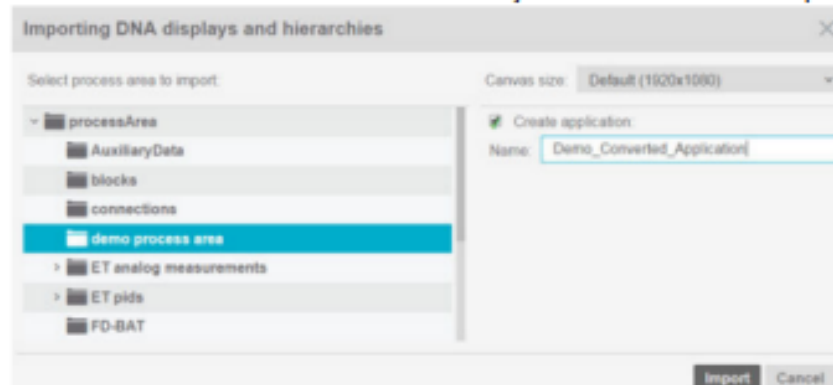 Importing DNA displays and hierarchies
Select process area to import:
Canvas size: Default (1920x1080)
processArea
AuxiliaryData
blocks
connections
demo process area
ET analog measurements
ET pids
FD-BAT
Create application:
Name: Demo_Converted_Application
Import Cancel